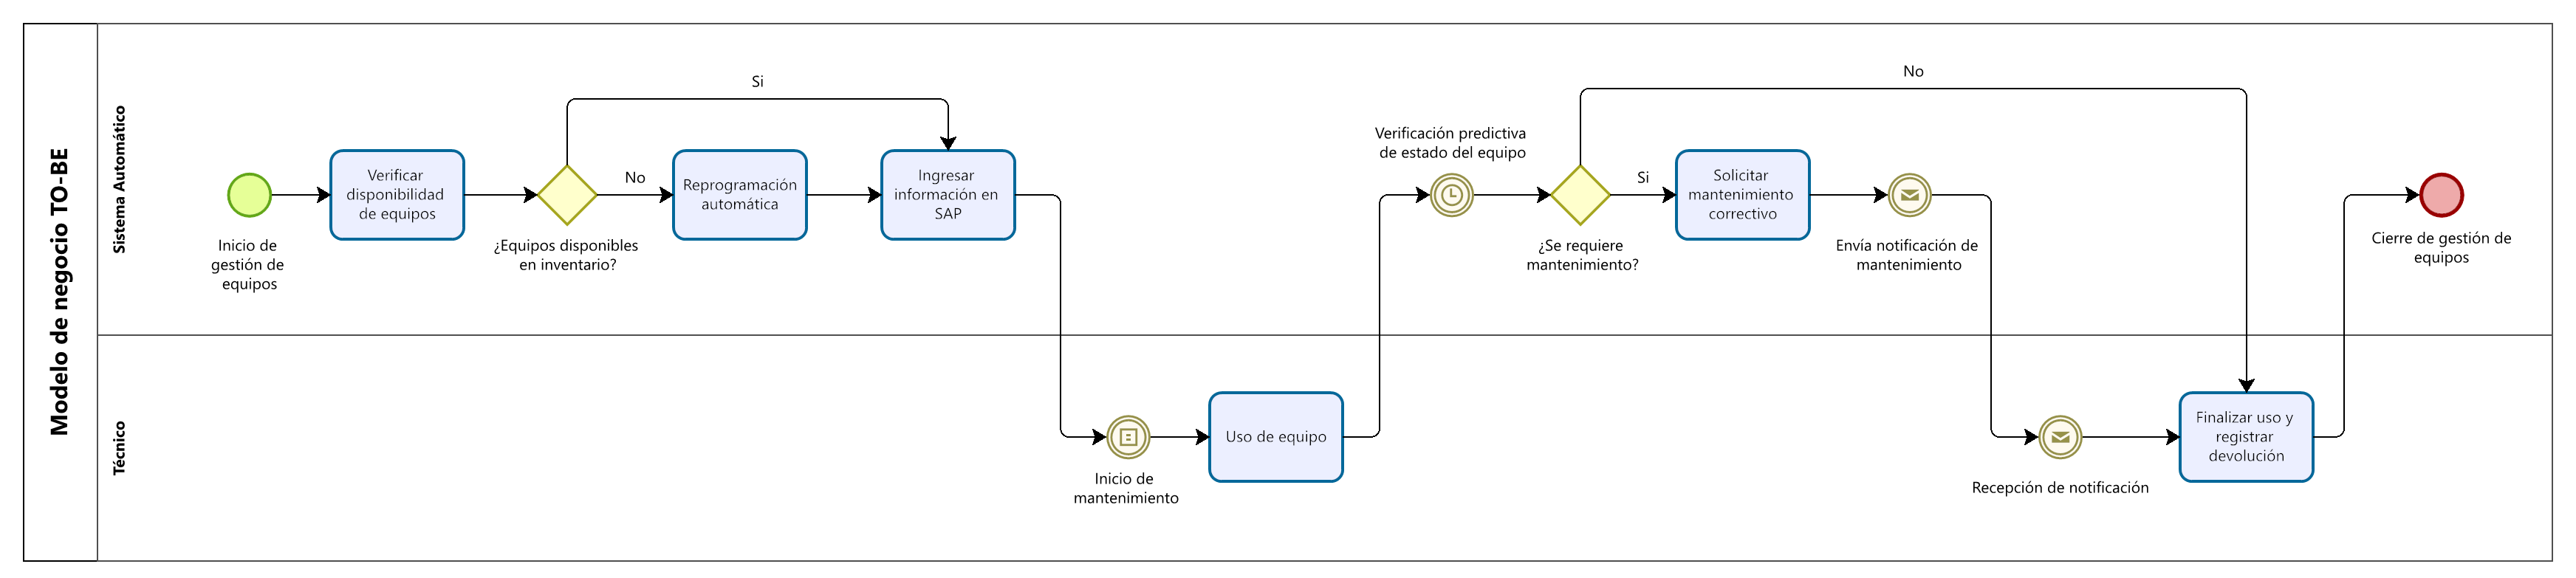 Modelo de negocio TO-BE
Sistema Automático
Inicio de
gestión de
equipos
Verificar
disponibilidad
de equipos
¿Equipos disponibles
en inventario?
Si
No
Reprogramación
automática
Ingresar
información en
SAP
Verificación predictiva
de estado del equipo
¿Se requiere
mantenimiento?
No
Si
Solicitar
mantenimiento
correctivo
Envía notificación de
mantenimiento
Cierre de gestión de
equipos
Técnico
Inicio de
mantenimiento
Uso de equipo
Recepción de notificación
Finalizar uso y
registrar
devolución